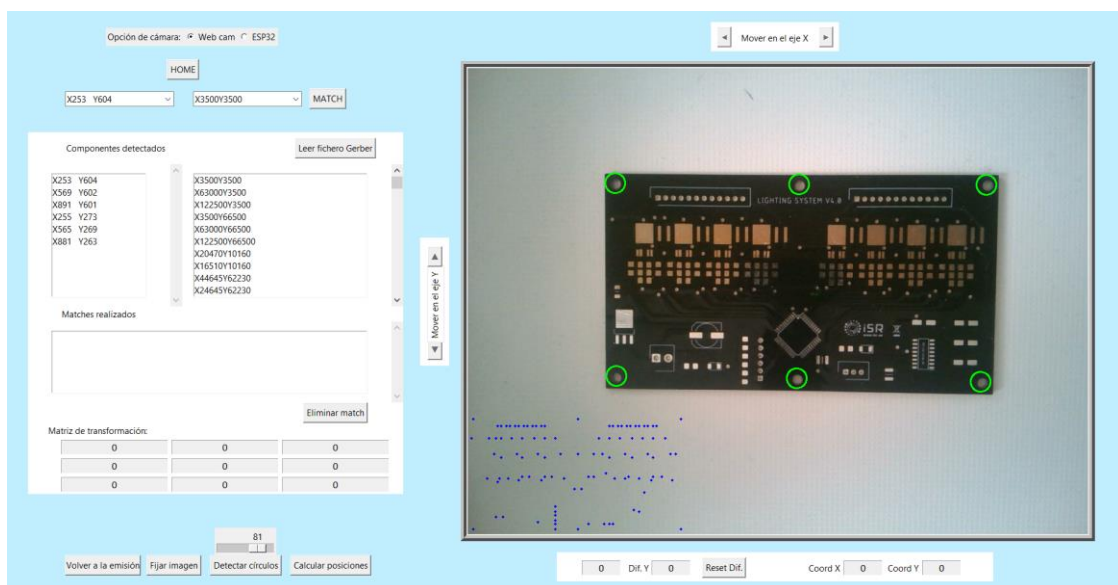 Opción de cámara: Web cam ESP32
HOME
X253 Y604 X3500Y3500 MATCH
Componentes detectados Leer fichero Gerber
X253 Y604
X569 Y602
X891 Y601
X255 Y273
X565 Y269
X881 Y263
X3500Y3500
X63000Y3500
X122500Y3500
X3500Y66500
X63000Y66500
X122500Y66500
X20470Y10160
X16510Y10160
X44645Y62230
X24645Y62230
Matches realizados
Eliminar match
Matriz de transformación:
0 0 0
0 0 0
0 0 0
81
Volver a la emisión Fijar imagen Detectar círculos Calcular posiciones
Mover en el eje X
Mover en el eje Y
LIGHTING SYSTEM V4.0
iSR
0 Dif. Y 0 Reset Dif. Coord X 0 Coord Y 0